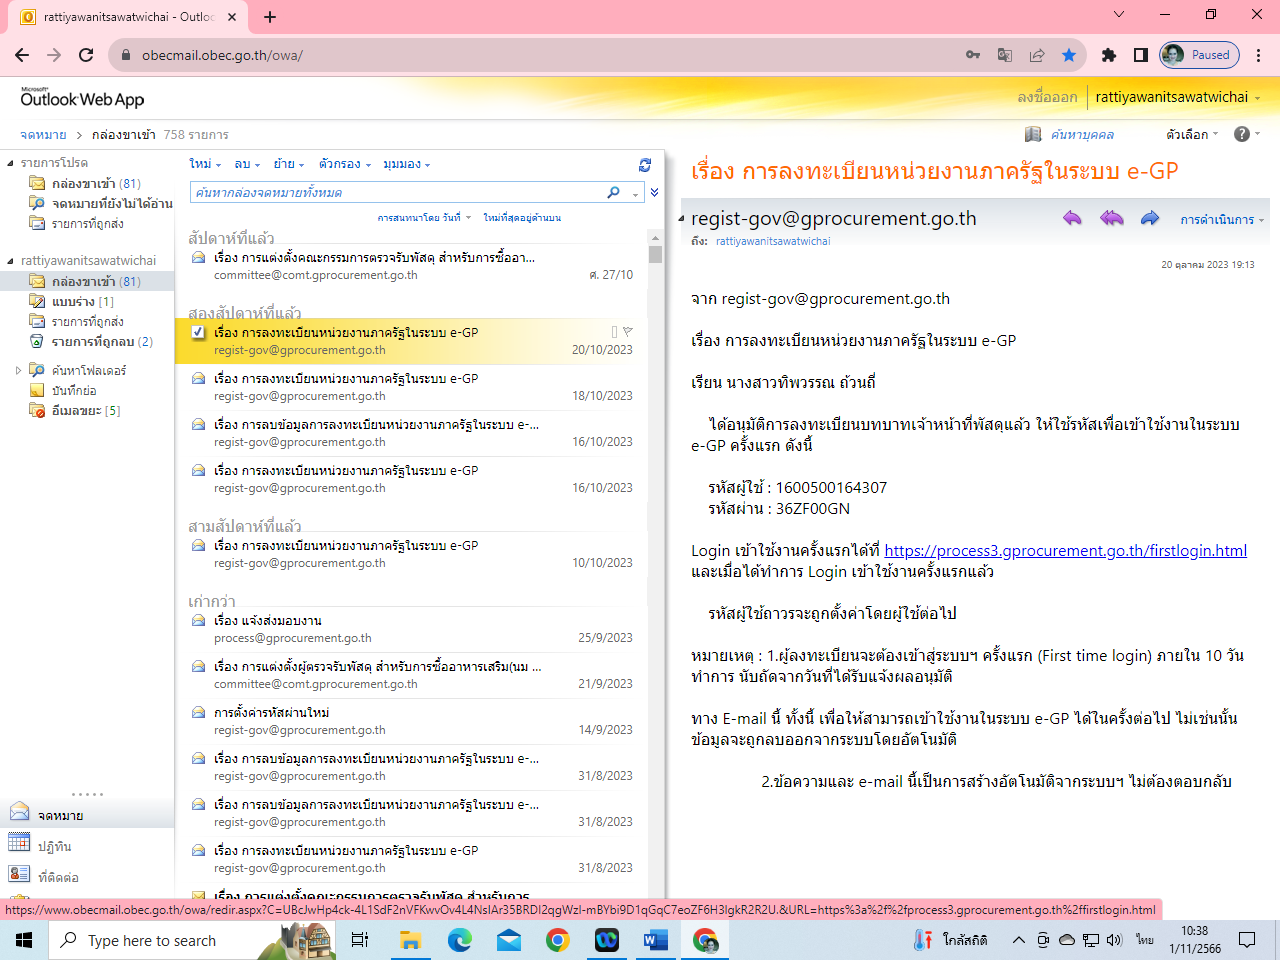 rattiyawanitsawatwichai - Outlo
obecmail.obec.go.th/owa/
Paused
Microsoft®
Outlook Web App
ลงชื่อออก
rattiyawanitsawatwichai
จดหมาย > กล่องขาเข้า 758 รายการ
ค้นหาบุคคล
ตัวเลือก
รายการโปรด
กล่องขาเข้า (81)
จดหมายที่ยังไม่ได้อ่าน
รายการที่ถูกส่ง
rattiyawanitsawatwichai
กล่องขาเข้า (81)
แบบร่าง [1]
รายการที่ถูกส่ง
รายการที่ถูกลบ (2)
ค้นหาโฟลเดอร์
บันทึกย่อ
อีเมลขยะ [5]
จดหมาย
ปฏิทิน
ที่ติดต่อ
ใหม่ ลบ ย้าย ตัวกรอง มุมมอง
ค้นหากล่องจดหมายทั้งหมด
การสนทนาโดย วันที่ ใหม่ที่สุดอยู่ด้านบน
สัปดาห์ที่แล้ว
เรื่อง การแต่งตั้งคณะกรรมการตรวจรับพัสดุ สำหรับการซื้ออา...
committee@comt.gprocurement.go.th ศ. 27/10
สองสัปดาห์ที่แล้ว
เรื่อง การลงทะเบียนหน่วยงานภาครัฐในระบบ e-GP
regist-gov@gprocurement.go.th 20/10/2023
เรื่อง การลงทะเบียนหน่วยงานภาครัฐในระบบ e-GP
regist-gov@gprocurement.go.th 18/10/2023
เรื่อง การลบข้อมูลการลงทะเบียนหน่วยงานภาครัฐในระบบ e-...
regist-gov@gprocurement.go.th 16/10/2023
เรื่อง การลงทะเบียนหน่วยงานภาครัฐในระบบ e-GP
regist-gov@gprocurement.go.th 16/10/2023
สามสัปดาห์ที่แล้ว
เรื่อง การลงทะเบียนหน่วยงานภาครัฐในระบบ e-GP
regist-gov@gprocurement.go.th 10/10/2023
เก่ากว่า
เรื่อง แจ้งส่งมอบงาน
process@gprocurement.go.th 25/9/2023
เรื่อง การแต่งตั้งผู้ตรวจรับพัสดุ สำหรับการซื้ออาหารเสริม(นม ...
committee@comt.gprocurement.go.th 21/9/2023
การตั้งค่ารหัสผ่านใหม่
regist-gov@gprocurement.go.th 14/9/2023
เรื่อง การลบข้อมูลการลงทะเบียนหน่วยงานภาครัฐในระบบ e-...
regist-gov@gprocurement.go.th 31/8/2023
เรื่อง การลบข้อมูลการลงทะเบียนหน่วยงานภาครัฐในระบบ e-...
regist-gov@gprocurement.go.th 31/8/2023
เรื่อง การลงทะเบียนหน่วยงานภาครัฐในระบบ e-GP
regist-gov@gprocurement.go.th 31/8/2023
เรื่อง การแต่งตั้งคณะกรรมการตรวจรับพัสดุ สำหรับการ
เรื่อง การลงทะเบียนหน่วยงานภาครัฐในระบบ e-GP
regist-gov@gprocurement.go.th
การดำเนินการ
ถึง: rattiyawanitsawatwichai
20 ตุลาคม 2023 19:13
จาก regist-gov@gprocurement.go.th
เรื่อง การลงทะเบียนหน่วยงานภาครัฐในระบบ e-GP
เรียน นางสาวทิพวรรณ ถ้วนถี่
ได้อนุมัติการลงทะเบียนบทบาทเจ้าหน้าที่พัสดุแล้ว ให้ใช้รหัสเพื่อเข้าใช้งานในระบบ
e-GP ครั้งแรก ดังนี้
รหัสผู้ใช้ : 1600500164307
รหัสผ่าน : 36ZF00GN
Login เข้าใช้งานครั้งแรกได้ที่ https://process3.gprocurement.go.th/firstlogin.html
และเมื่อได้ทำการ Login เข้าใช้งานครั้งแรกแล้ว
รหัสผู้ใช้ถาวรจะถูกตั้งค่าโดยผู้ใช้ต่อไป
หมายเหตุ : 1.ผู้ลงทะเบียนจะต้องเข้าสู่ระบบฯ ครั้งแรก (First time login) ภายใน 10 วัน
ทำการ นับถัดจากวันที่ได้รับแจ้งผลอนุมัติ
ทาง E-mail นี้ ทั้งนี้ เพื่อให้สามารถเข้าใช้งานในระบบ e-GP ได้ในครั้งต่อไป ไม่เช่นนั้น
ข้อมูลจะถูกลบออกจากระบบโดยอัตโนมัติ
2.ข้อความและ e-mail นี้เป็นการสร้างอัตโนมัติจากระบบฯ ไม่ต้องตอบกลับ
Type here to search
ใกล้สถิติ
ไทย
10:38
1/11/2566